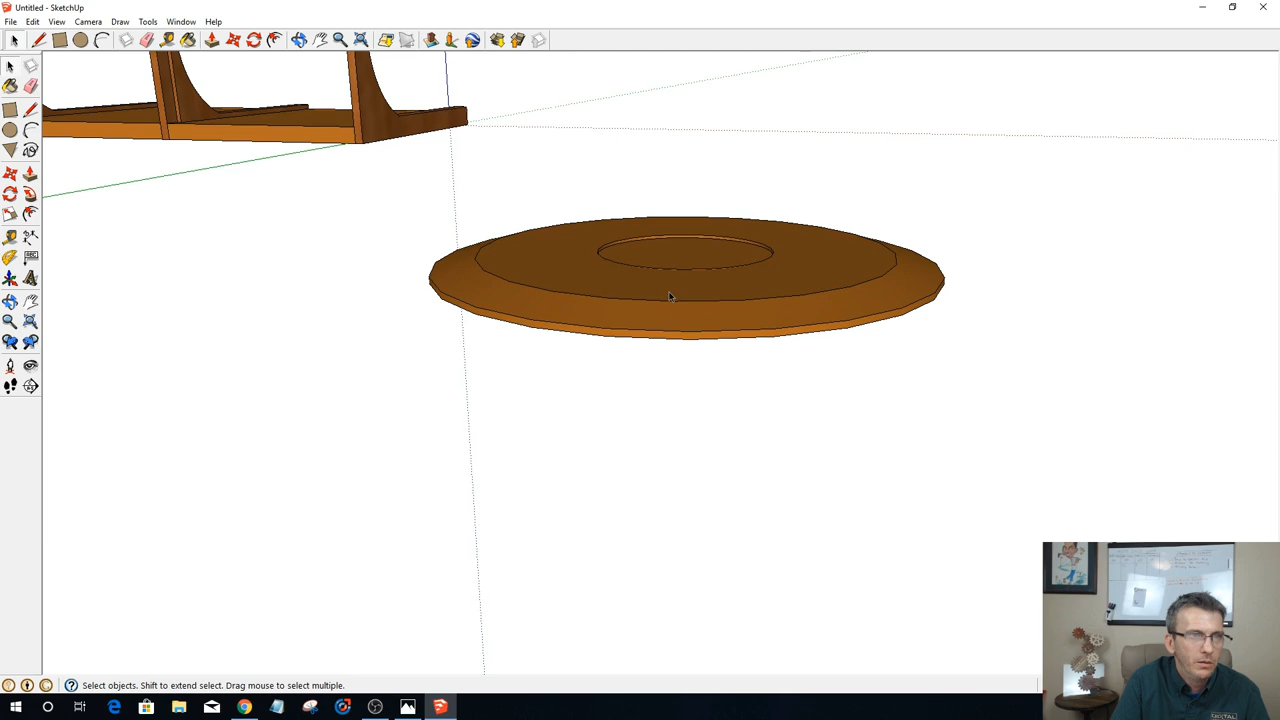 Untitled - SketchUp
File Edit View Camera Draw Tools Window Help
Select objects. Shift to extend select. Drag mouse to select multiple.